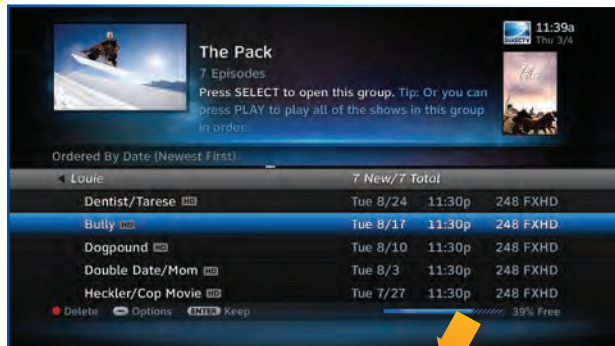 The Pack
7 Episodes
Press SELECT to open this group. Tip: Or you can
press PLAY to play all of the shows in this group
in order.
DIRECTV
11:39a
Thu 3/4
Ordered By Date (Newest First)
Louie 7 New/7 Total
Dentist/Tarese HD Tue 8/24 11:30p 248 FXHD
Bully HD Tue 8/17 11:30p 248 FXHD
Dogpound HD Tue 8/10 11:30p 248 FXHD
Double Date/Mom HD Tue 8/3 11:30p 248 FXHD
Heckler/Cop Movie HD Tue 7/27 11:30p 248 FXHD
Delete Options ENTER Keep 39% Free